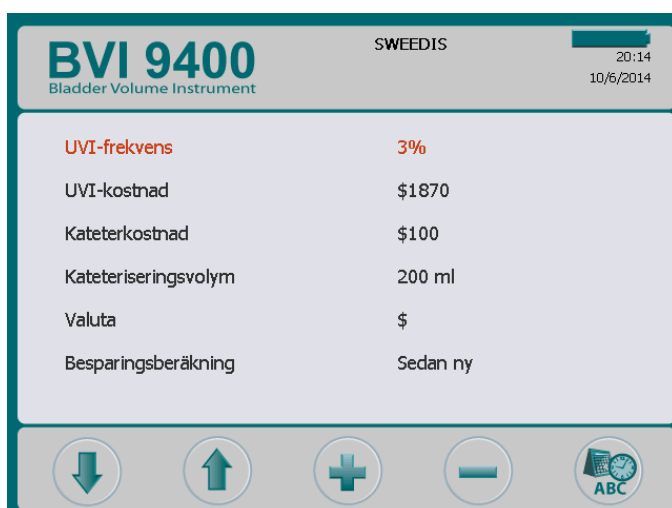 BVI 9400
Bladder Volume Instrument
SWEEDIS
20:14
10/6/2014
UVI-frekvens 3%
UVI-kostnad $1870
Kateterkostnad $100
Kateteriseringsvolym 200 ml
Valuta $
Besparingsberäkning Sedan ny
ABC